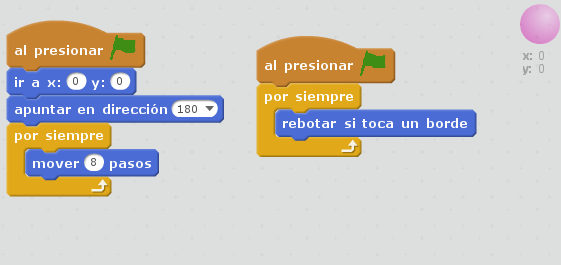 al presionar
ir a x: 0 y: 0
apuntar en dirección 180
por siempre
mover 8 pasos
al presionar
por siempre
rebotar si toca un borde
x: 0
y: 0